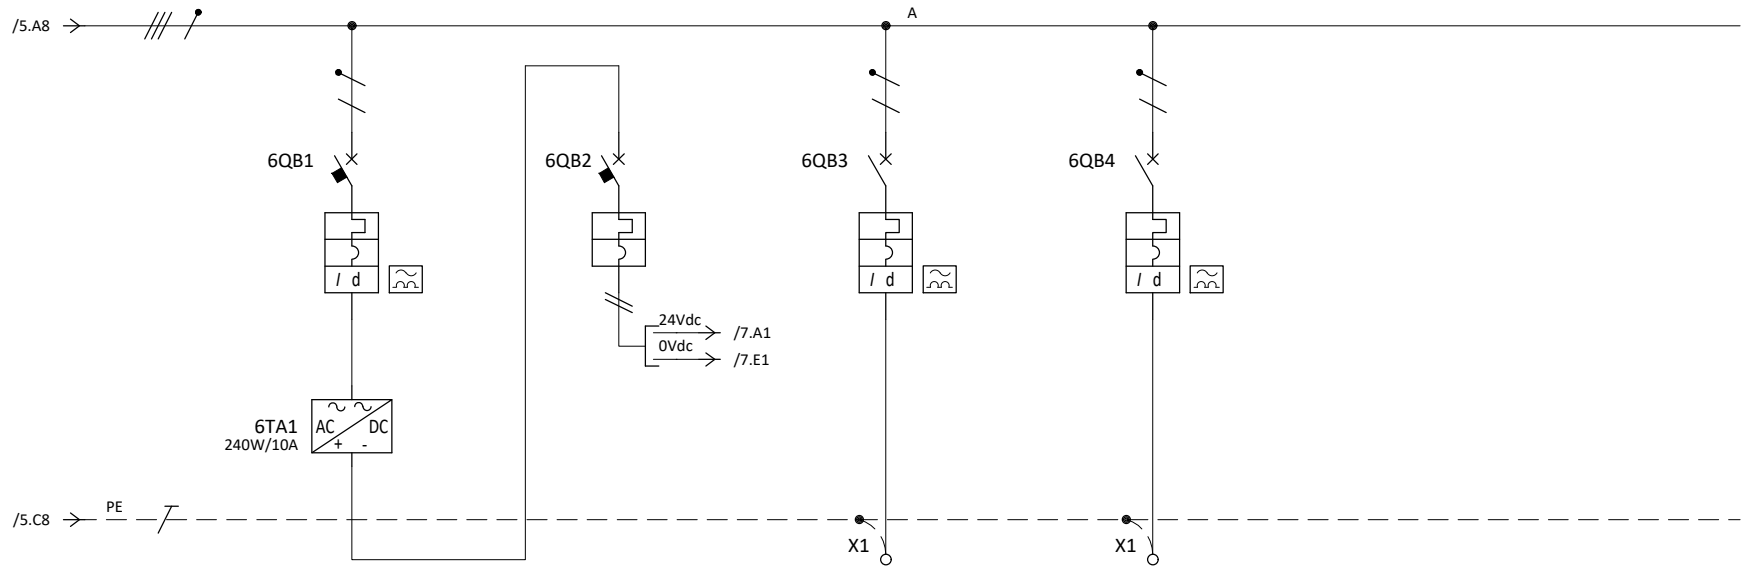 /5.A8
A
6QB1
6QB2
6QB3
6QB4
I d
I d
I d
24Vdc
/7.A1
0Vdc
/7.E1
6TA1
240W/10A
AC
DC
+ -
/5.C8
PE
X1
X1